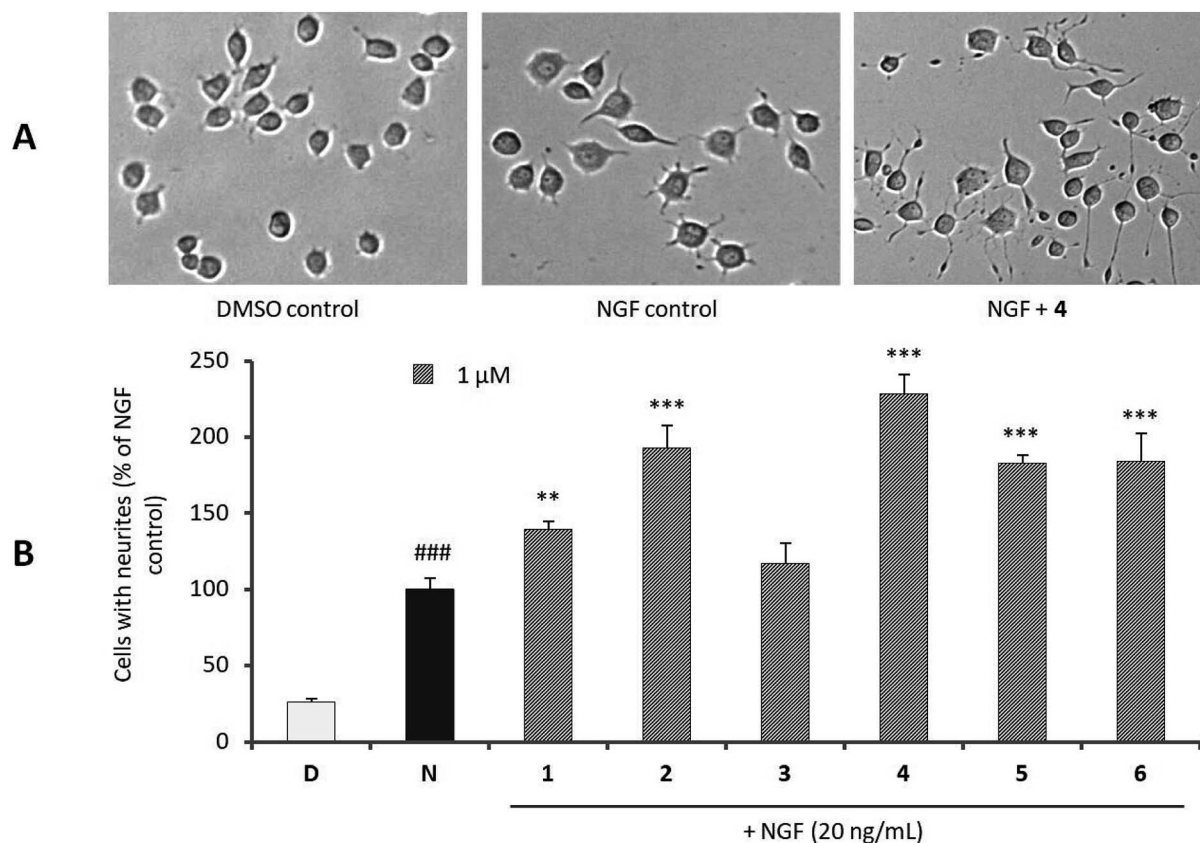 A
DMSO control
NGF control
NGF + 4
B
Cells with neurites (% of NGF
control)
250
200
150
100
50
0
1 µM
###
**
***
***
***
***
D N 1 2 3 4 5 6
+ NGF (20 ng/mL)